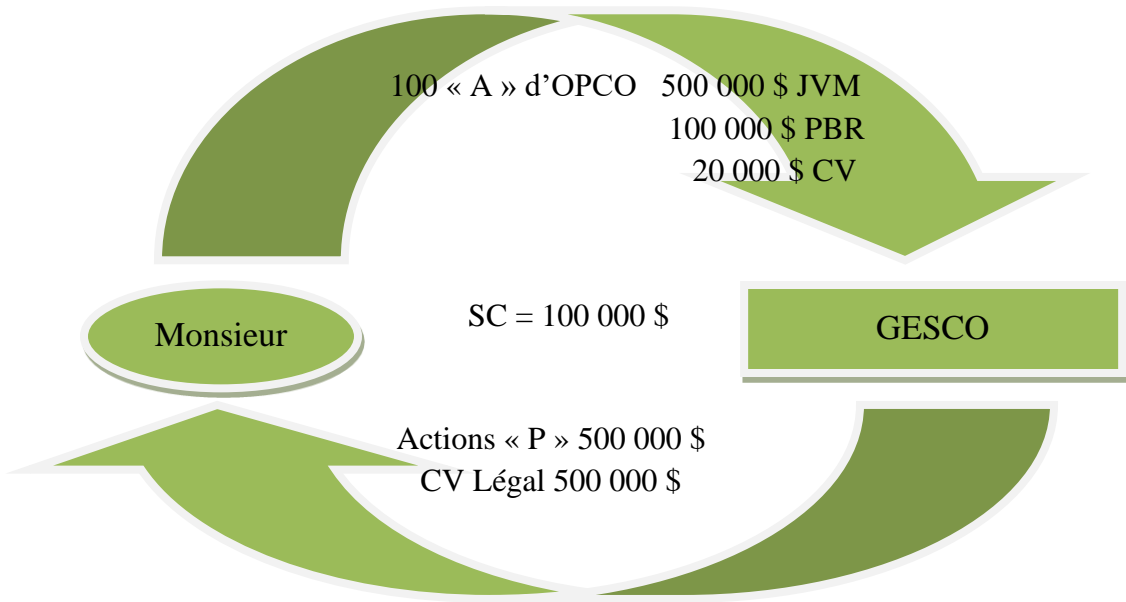 100 « A » d’OPCO 500 000 $ JVM
100 000 $ PBR
20 000 $ CV
SC = 100 000 $
Monsieur
GESCO
Actions « P » 500 000 $
CV Légal 500 000 $